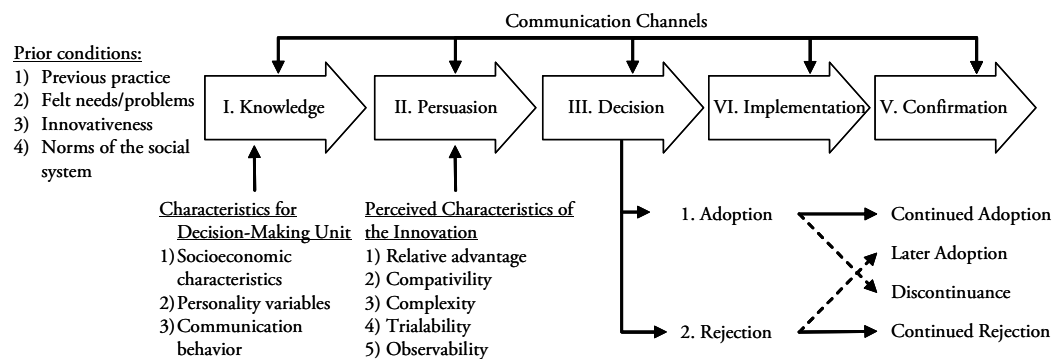 Communication Channels
Prior conditions:
1) Previous practice
2) Felt needs/problems
3) Innovativeness
4) Norms of the social
system
I. Knowledge
II. Persuasion
III. Decision
VI. Implementation
V. Confirmation
Characteristics for
Decision-Making Unit
1) Socioeconomic
characteristics
2) Personality variables
3) Communication
behavior
Perceived Characteristics of
the Innovation
1) Relative advantage
2) Compativility
3) Complexity
4) Trialability
5) Observability
1. Adoption
2. Rejection
Continued Adoption
Later Adoption
Discontinuance
Continued Rejection